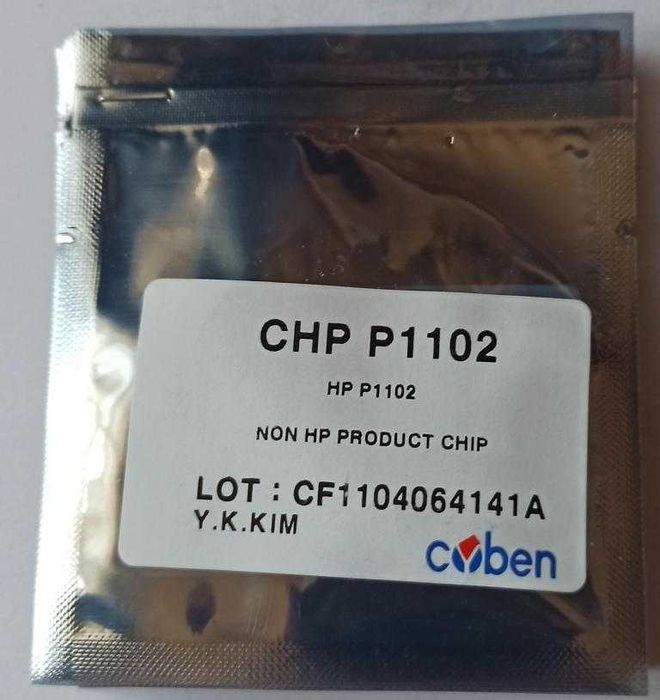 CHP P1102
HP P1102
NON HP PRODUCT CHIP
LOT : CF1104064141A
Y.K.KIM
coben